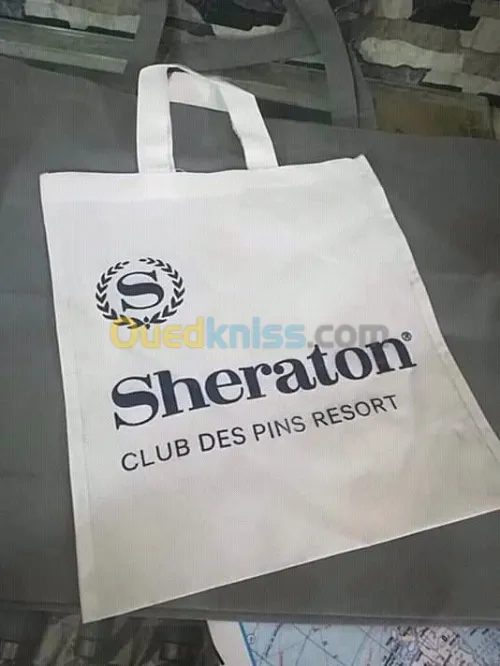 S
Ouedkniss.com
Sheraton®
CLUB DES PINS RESORT